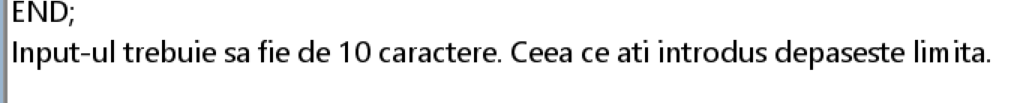 END;
Input-ul trebuie sa fie de 10 caractere. Ceea ce ati introdus depaseste limita.